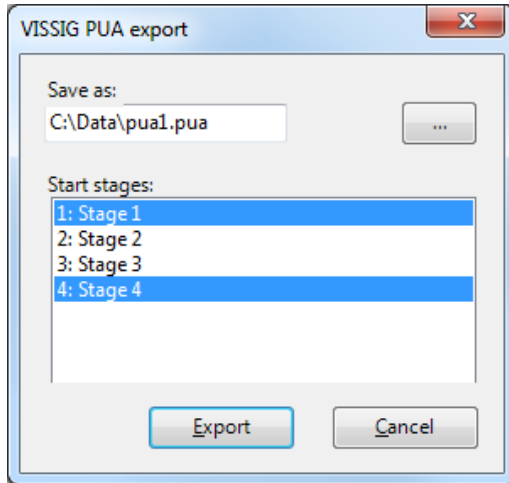 VISSIG PUA export
Save as:
C:\Data\pua1.pua
...
Start stages:
1: Stage 1
2: Stage 2
3: Stage 3
4: Stage 4
Export
Cancel